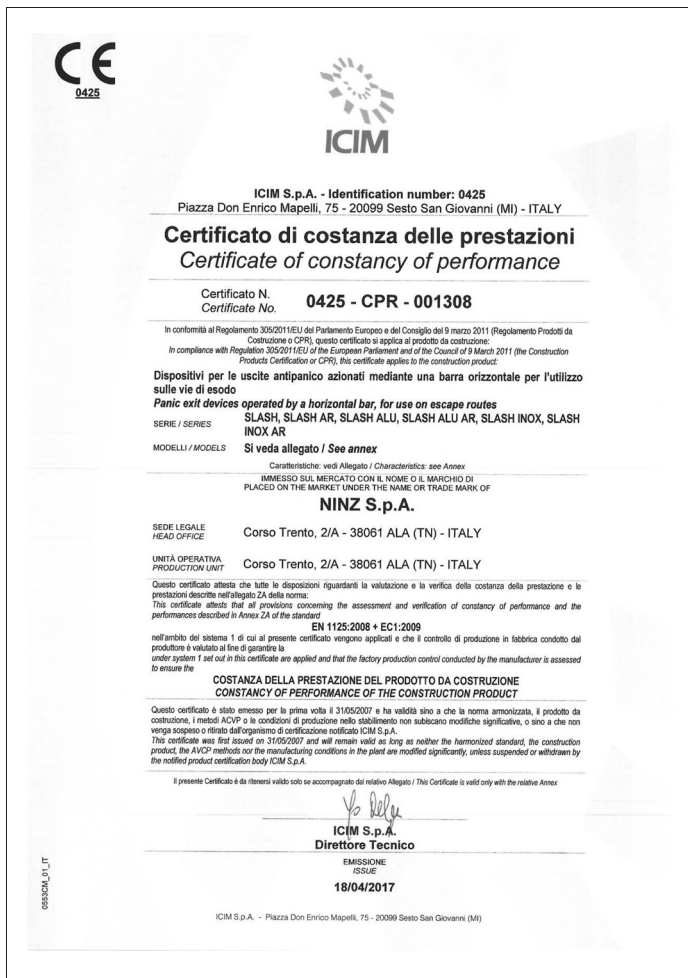 CE
0425
ICIM
ICIM S.p.A. - Identification number: 0425
Piazza Don Enrico Mapelli, 75 - 20099 Sesto San Giovanni (MI) - ITALY
Certificato di costanza delle prestazioni
Certificate of constancy of performance
Certificato N.
Certificate No.
0425 - CPR - 001308
In conformità al Regolamento 305/2011/EU del Parlamento Europeo e del Consiglio del 9 marzo 2011 (Regolamento Prodotti da
Costruzione o CPR), questo certificato si applica al prodotto da costruzione:
In compliance with Regulation 305/2011/EU of the European Parliament and of the Council of 9 March 2011 (the Construction
Products Certification or CPR), this certificate applies to the construction product:
Dispositivi per le uscite antipanico azionati mediante una barra orizzontale per l'utilizzo
sulle vie di esodo
Panic exit devices operated by a horizontal bar, for use on escape routes
SERIE / SERIES
SLASH, SLASH AR, SLASH ALU, SLASH ALU AR, SLASH INOX, SLASH
INOX AR
MODELLI / MODELS
Si veda allegato / See annex
Caratteristiche: vedi Allegato / Characteristics: see Annex
IMMESSO SUL MERCATO CON IL NOME O IL MARCHIO DI
PLACED ON THE MARKET UNDER THE NAME OR TRADE MARK OF
NINZ S.p.A.
SEDE LEGALE
HEAD OFFICE
Corso Trento, 2/A - 38061 ALA (TN) - ITALY
UNITÀ OPERATIVA
PRODUCTION UNIT
Corso Trento, 2/A - 38061 ALA (TN) - ITALY
Questo certificato attesta che tutte le disposizioni riguardanti la valutazione e la verifica della costanza della prestazione e le
prestazioni descritte nell'allegato ZA della norma:
This certificate attests that all provisions concerning the assessment and verification of constancy of performance and the
performances described in Annex ZA of the standard
EN 1125:2008 + EC1:2009
nell'ambito del sistema 1 di cui al presente certificato vengono applicati e che il controllo di produzione in fabbrica condotto dal
produttore è valutato al fine di garantire la
under system 1 set out in this certificate are applied and that the factory production control conducted by the manufacturer is assessed
to ensure the
COSTANZA DELLA PRESTAZIONE DEL PRODOTTO DA COSTRUZIONE
CONSTANCY OF PERFORMANCE OF THE CONSTRUCTION PRODUCT
Questo certificato è stato emesso per la prima volta il 31/05/2007 e ha validità sino a che la norma armonizzata, il prodotto da
costruzione, i metodi ACVP o le condizioni di produzione nello stabilimento non subiscano modifiche significative, o sino a che non
venga sospeso o ritirato dall'organismo di certificazione notificato ICIM S.p.A.
This certificate was first issued on 31/05/2007 and will remain valid as long as neither the harmonized standard, the construction
product, the AVCP methods nor the manufacturing conditions in the plant are modified significantly, unless suspended or withdrawn by
the notified product certification body ICIM S.p.A.
Il presente Certificato è da ritenersi valido solo se accompagnato dal relativo Allegato / This Certificate is valid only with the relative Annex
ICIM S.p.A.
Direttore Tecnico
EMISSIONE
ISSUE
18/04/2017
0553CM_01_IT
ICIM S.p.A. - Piazza Don Enrico Mapelli, 75 - 20099 Sesto San Giovanni (MI)